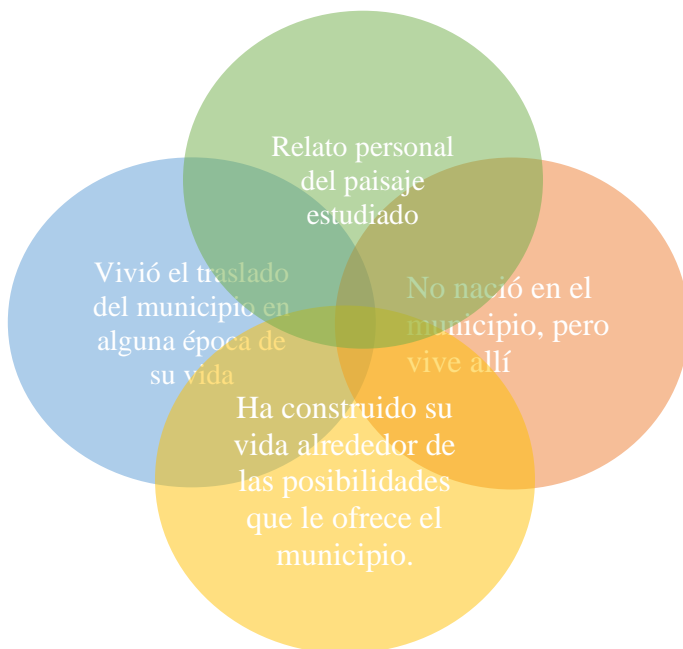 Relato personal
del paisaje
estudiado
Vivió el traslado
del municipio en
alguna época de
su vida
No nació en el
municipio, pero
vive allí
Ha construido su
vida alrededor de
las posibilidades
que le ofrece el
municipio.